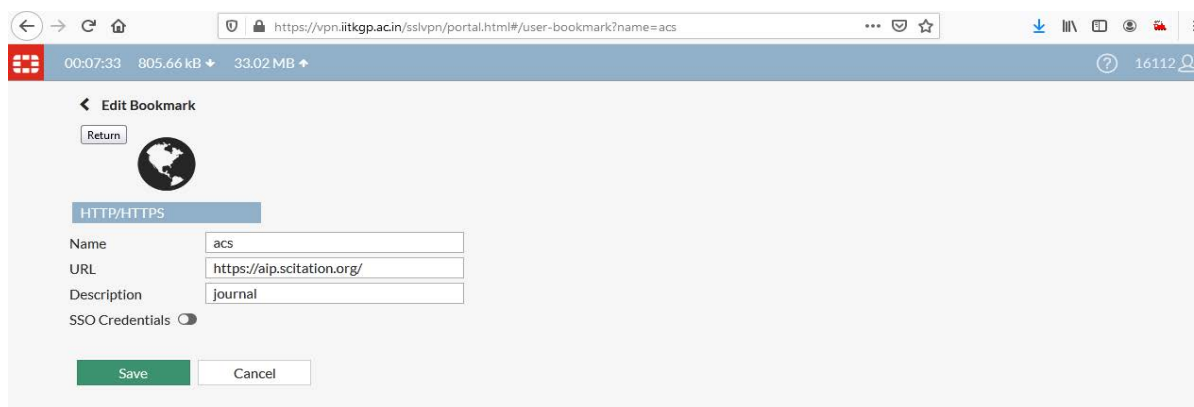 https://vpn.iitkgp.ac.in/sslvpn/portal.html#/user-bookmark?name=acs
00:07:33 805.66 kB 33.02 MB 16112
Edit Bookmark
Return
HTTP/HTTPS
Name acs
URL https://aip.scitation.org/
Description journal
SSO Credentials
Save Cancel